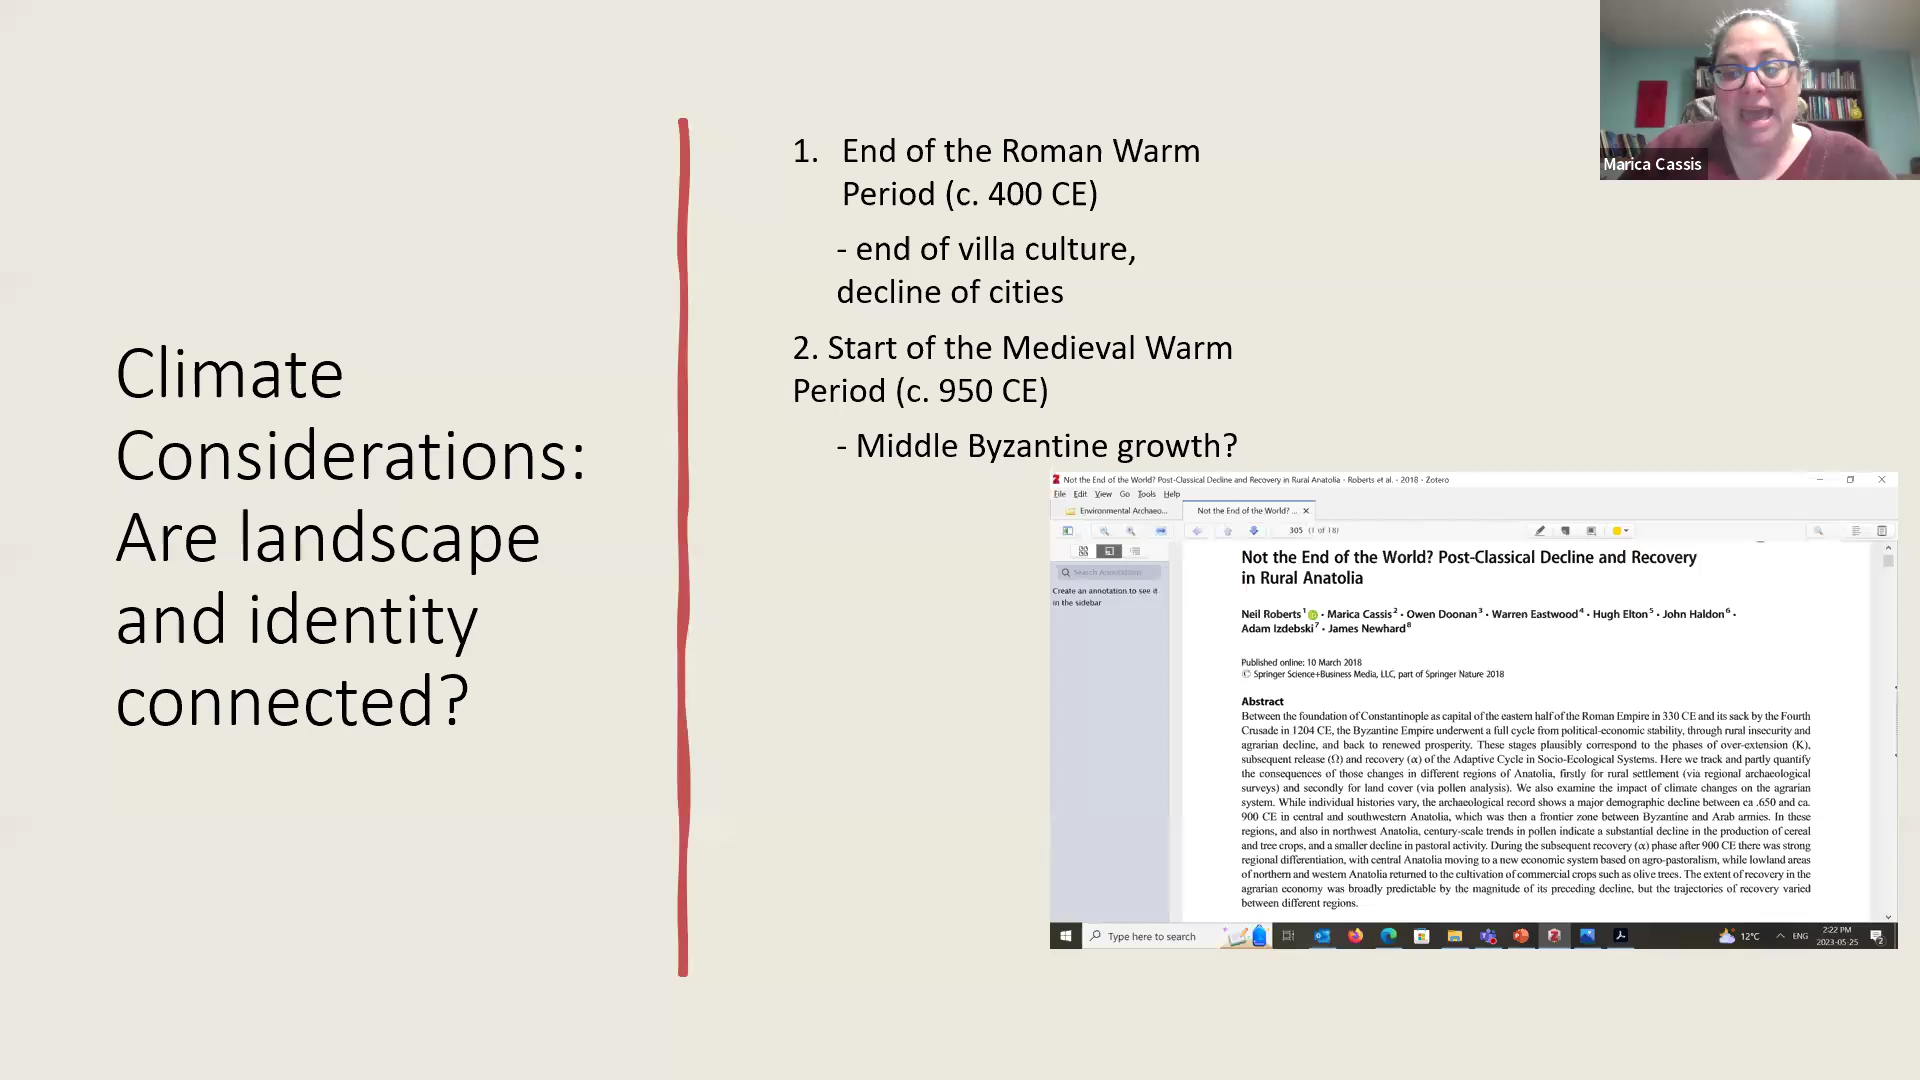 Climate
Considerations:
Are landscape
and identity
connected?
1. End of the Roman Warm
Period (c. 400 CE)
- end of villa culture,
decline of cities
2. Start of the Medieval Warm
Period (c. 950 CE)
- Middle Byzantine growth?
Marica Cassis
Not the End of the World? Post-Classical Decline and Recovery in Rural Anatolia - Roberts et al. - 2018 - Zotero
File Edit View Go Tools Help
Environmental Archaeo... Not the End of the World? ...
305 (1 of 18)
Search Annotations
Create an annotation to see it
in the sidebar
Not the End of the World? Post-Classical Decline and Recovery
in Rural Anatolia
Neil Roberts1 · Marica Cassis2 · Owen Doonan3 · Warren Eastwood4 · Hugh Elton5 · John Haldon6 ·
Adam Izdebski7 · James Newhard8
Published online: 10 March 2018
© Springer Science+Business Media, LLC, part of Springer Nature 2018
Abstract
Between the foundation of Constantinople as capital of the eastern half of the Roman Empire in 330 CE and its sack by the Fourth
Crusade in 1204 CE, the Byzantine Empire underwent a full cycle from political-economic stability, through rural insecurity and
agrarian decline, and back to renewed prosperity. These stages plausibly correspond to the phases of over-extension (K),
subsequent release (Ω) and recovery (α) of the Adaptive Cycle in Socio-Ecological Systems. Here we track and partly quantify
the consequences of those changes in different regions of Anatolia, firstly for rural settlement (via regional archaeological
surveys) and secondly for land cover (via pollen analysis). We also examine the impact of climate changes on the agrarian
system. While individual histories vary, the archaeological record shows a major demographic decline between ca .650 and ca.
900 CE in central and southwestern Anatolia, which was then a frontier zone between Byzantine and Arab armies. In these
regions, and also in northwest Anatolia, century-scale trends in pollen indicate a substantial decline in the production of cereal
and tree crops, and a smaller decline in pastoral activity. During the subsequent recovery (α) phase after 900 CE there was strong
regional differentiation, with central Anatolia moving to a new economic system based on agro-pastoralism, while lowland areas
of northern and western Anatolia returned to the cultivation of commercial crops such as olive trees. The extent of recovery in the
agrarian economy was broadly predictable by the magnitude of its preceding decline, but the trajectories of recovery varied
between different regions.
Type here to search
12°C ENG
2:22 PM
2023-05-25
2